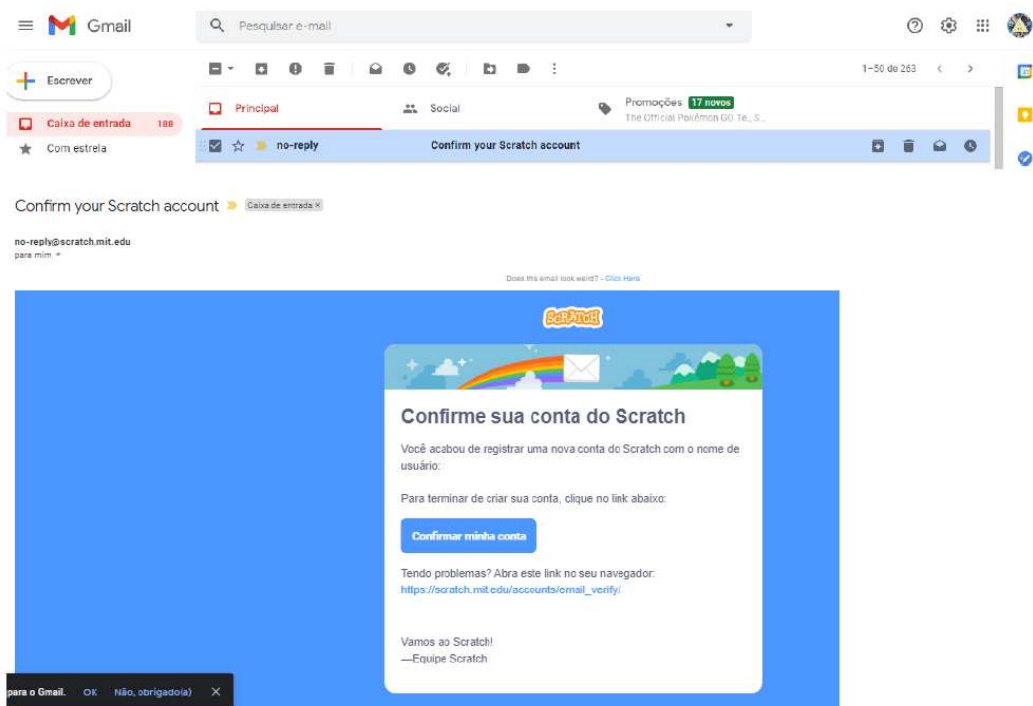 Gmail
Pesquisar e-mail
Escrever
1–50 de 263
Principal
Social
Promoções 17 novos
The Official Pokémon GO Te., S...
Caixa de entrada 188
Com estrela
no-reply Confirm your Scratch account
Confirm your Scratch account Caixa de entrada ×
no-reply@scratch.mit.edu
para mim
Does this email look weird? - Click Here
SCRATCH
Confirme sua conta do Scratch
Você acabou de registrar uma nova conta do Scratch com o nome de
usuário:
Para terminar de criar sua conta, clique no link abaixo:
Confirmar minha conta
Tendo problemas? Abra este link no seu navegador:
https://scratch.mit.edu/accounts/email_verify/
Vamos ao Scratch!
—Equipe Scratch
para o Gmail. OK Não, obrigado(a) ×